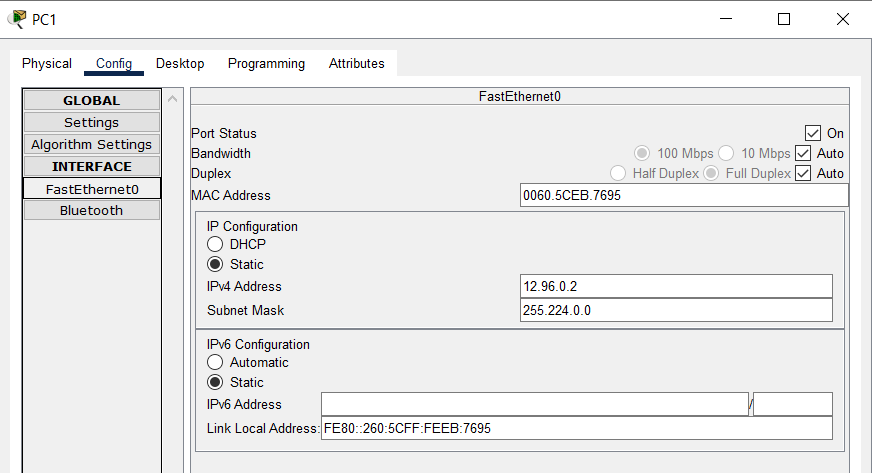 PC1
Physical Config Desktop Programming Attributes
GLOBAL
Settings
Algorithm Settings
INTERFACE
FastEthernet0
Bluetooth
FastEthernet0
Port Status On
Bandwidth 100 Mbps 10 Mbps Auto
Duplex Half Duplex Full Duplex Auto
MAC Address 0060.5CEB.7695
IP Configuration
DHCP
Static
IPv4 Address 12.96.0.2
Subnet Mask 255.224.0.0
IPv6 Configuration
Automatic
Static
IPv6 Address /
Link Local Address: FE80::260:5CFF:FEEB:7695